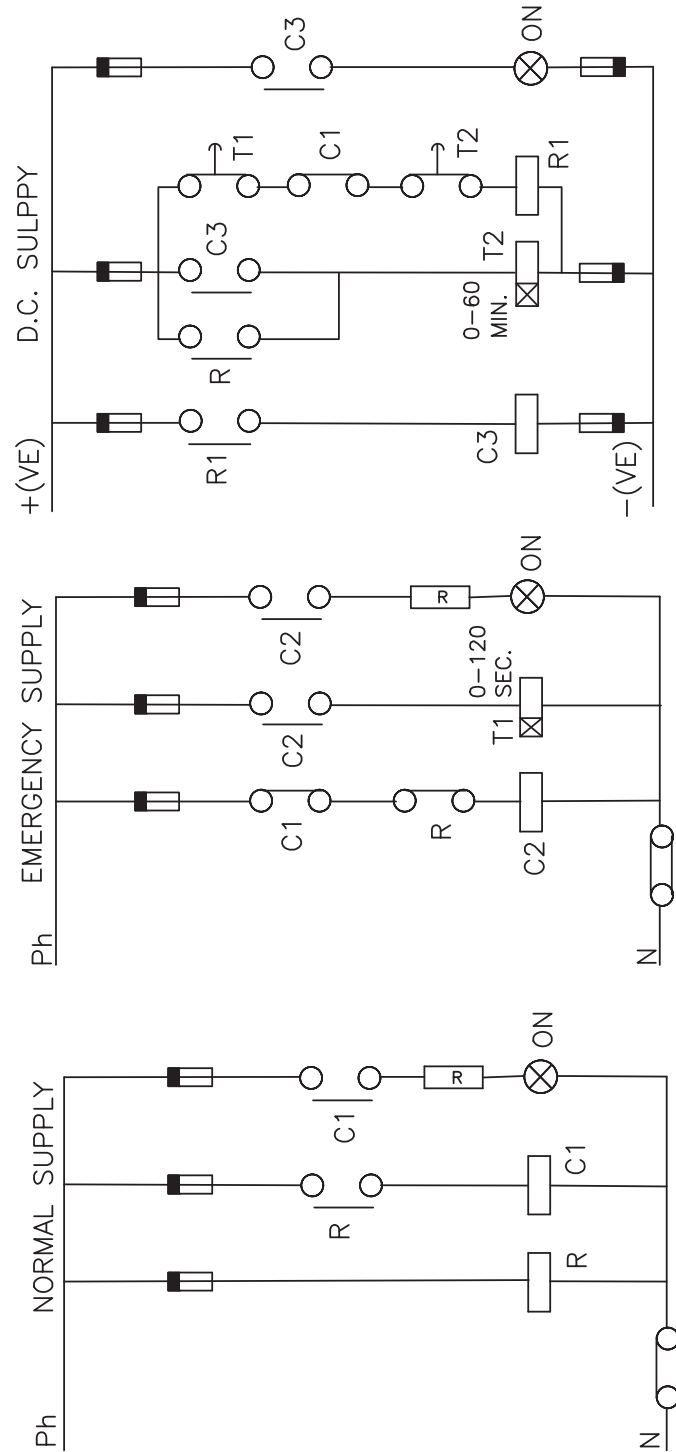 NORMAL SUPPLY
Ph
R
C1
R
ON
R
C1
N
EMERGENCY SUPPLY
Ph
C1
C2
C2
R
R
ON
0-120
SEC.
T1
C2
N
D.C. SULPPY
+(VE)
R1
R
C3
T1
C1
T2
C3
0-60
MIN.
T2
R1
C3
ON
-(VE)